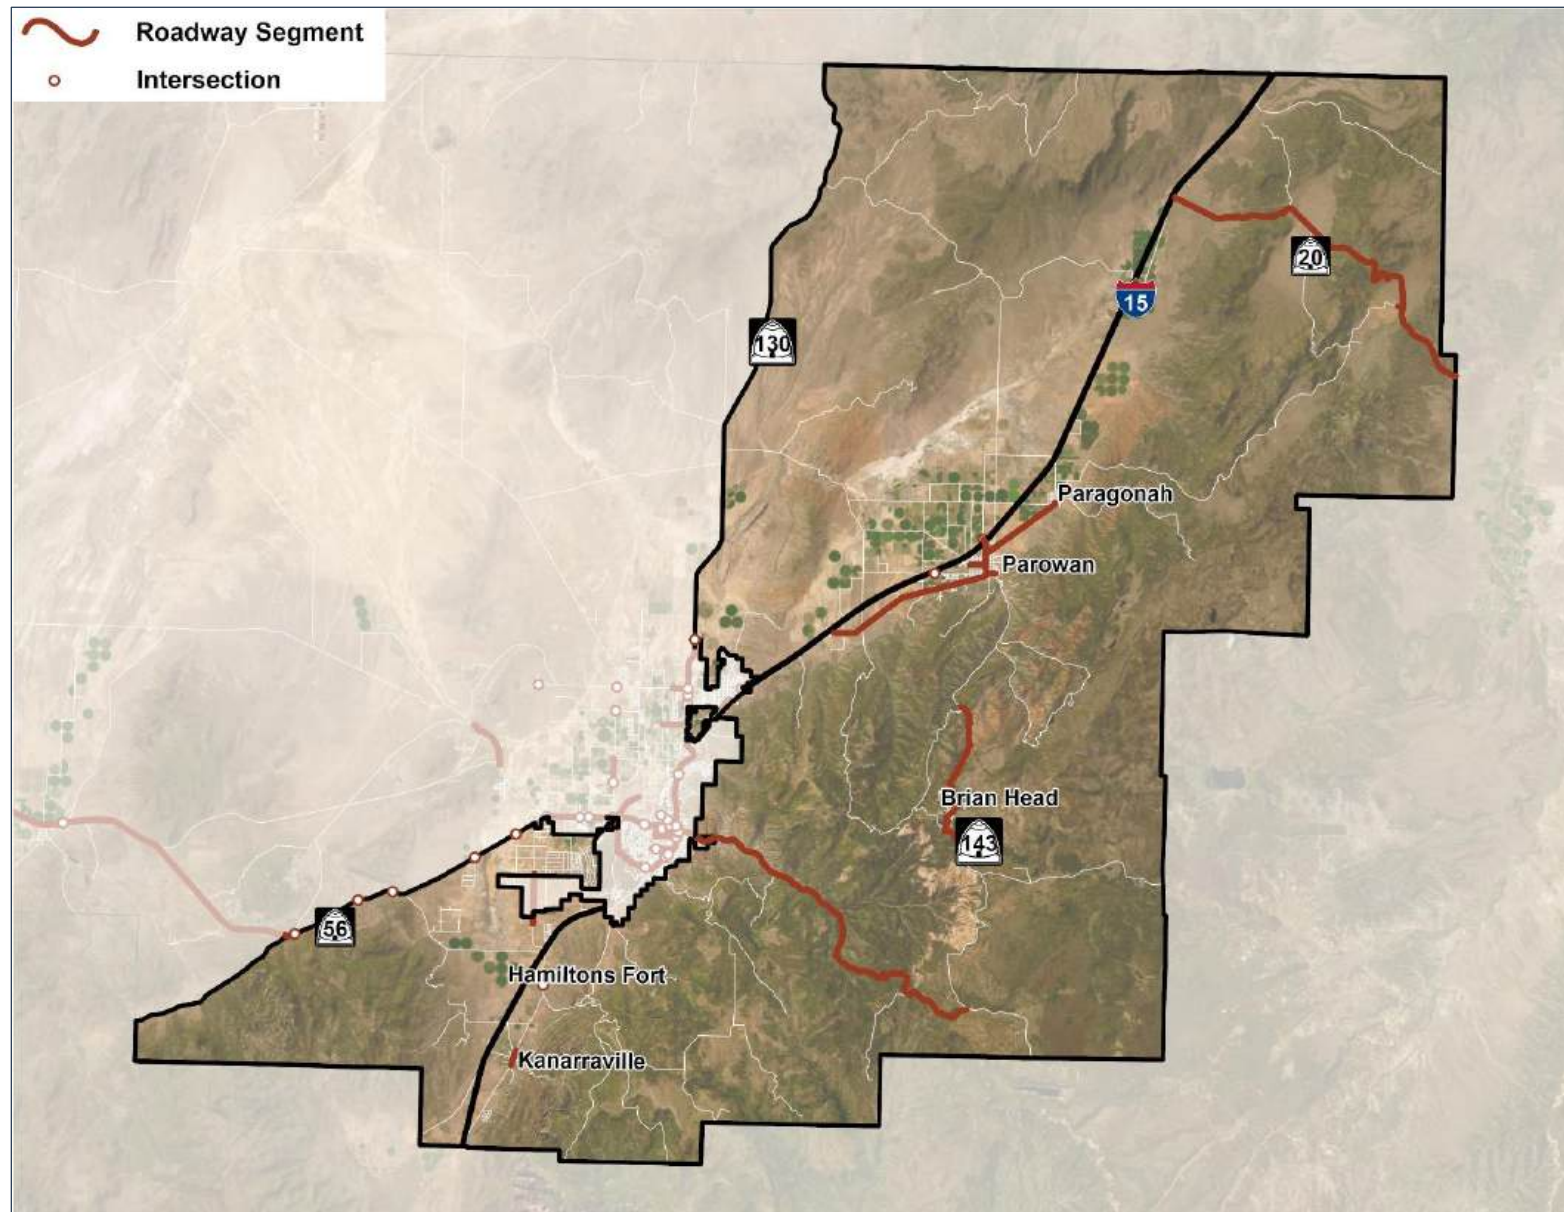 Roadway Segment
Intersection
20
15
130
Paragonah
Parowan
Brian Head
143
56
Hamiltons Fort
Kanarraville